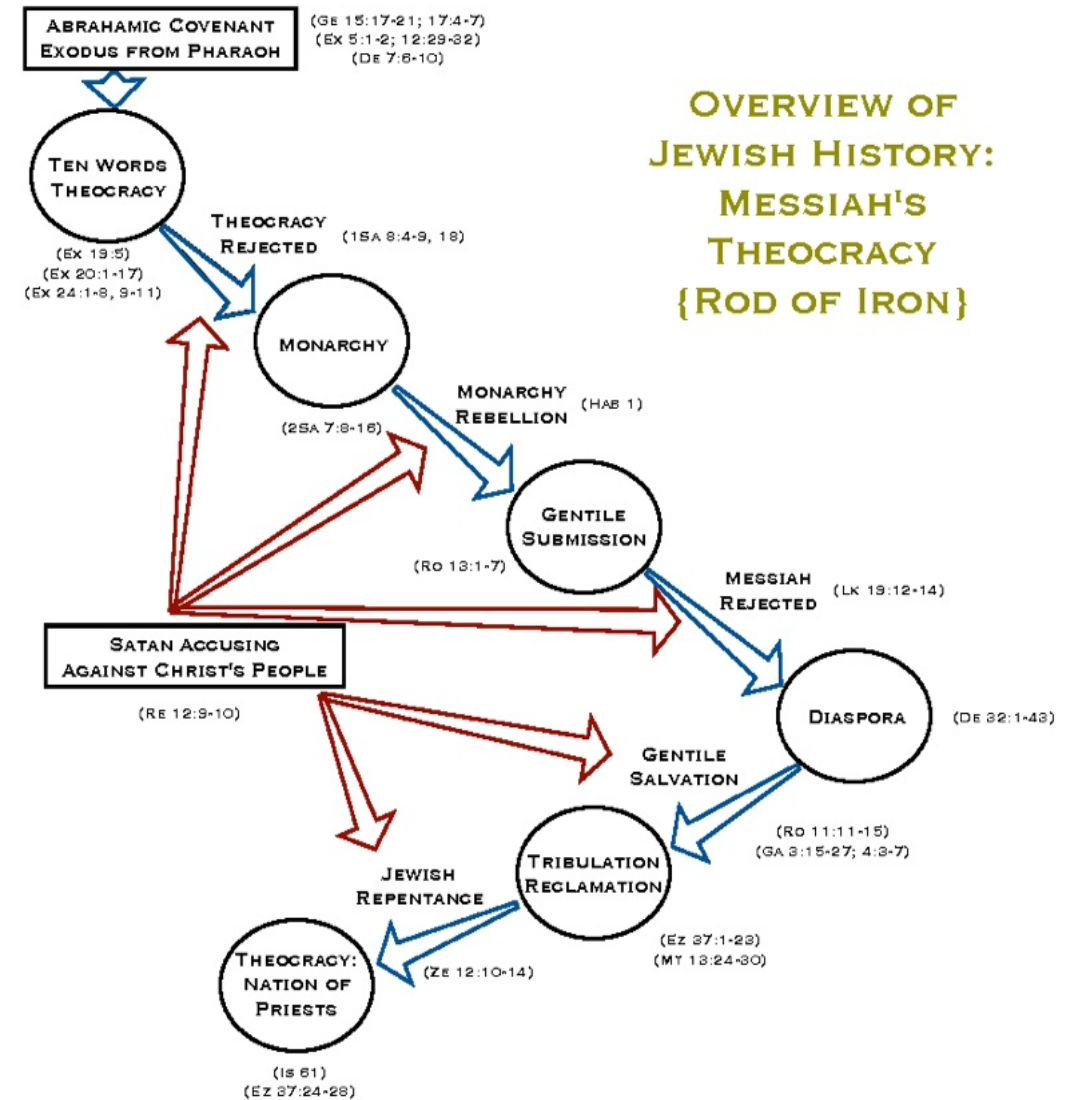 ABRAHAMIC COVENANT
EXODUS FROM PHARAOH
(GE 15:17-21; 17:4-7)
(EX 5:1-2; 12:29-32)
(DE 7:6-10)
OVERVIEW OF
JEWISH HISTORY:
MESSIAH'S
THEOCRACY
{ROD OF IRON}
TEN WORDS
THEOCRACY
(EX 19:5)
(EX 20:1-17)
(EX 24:1-8, 9-11)
THEOCRACY
REJECTED
(1SA 8:4-9, 18)
MONARCHY
(2SA 7:8-16)
MONARCHY
REBELLION
(HAB 1)
GENTILE
SUBMISSION
(RO 13:1-7)
MESSIAH
REJECTED
(LK 19:12-14)
SATAN ACCUSING
AGAINST CHRIST'S PEOPLE
(RE 12:9-10)
DIASPORA
(DE 32:1-43)
GENTILE
SALVATION
(RO 11:11-15)
(GA 3:15-27; 4:3-7)
TRIBULATION
RECLAMATION
(EZ 37:1-23)
(MT 13:24-30)
JEWISH
REPENTANCE
(ZE 12:10-14)
THEOCRACY:
NATION OF
PRIESTS
(IS 61)
(EZ 37:24-28)